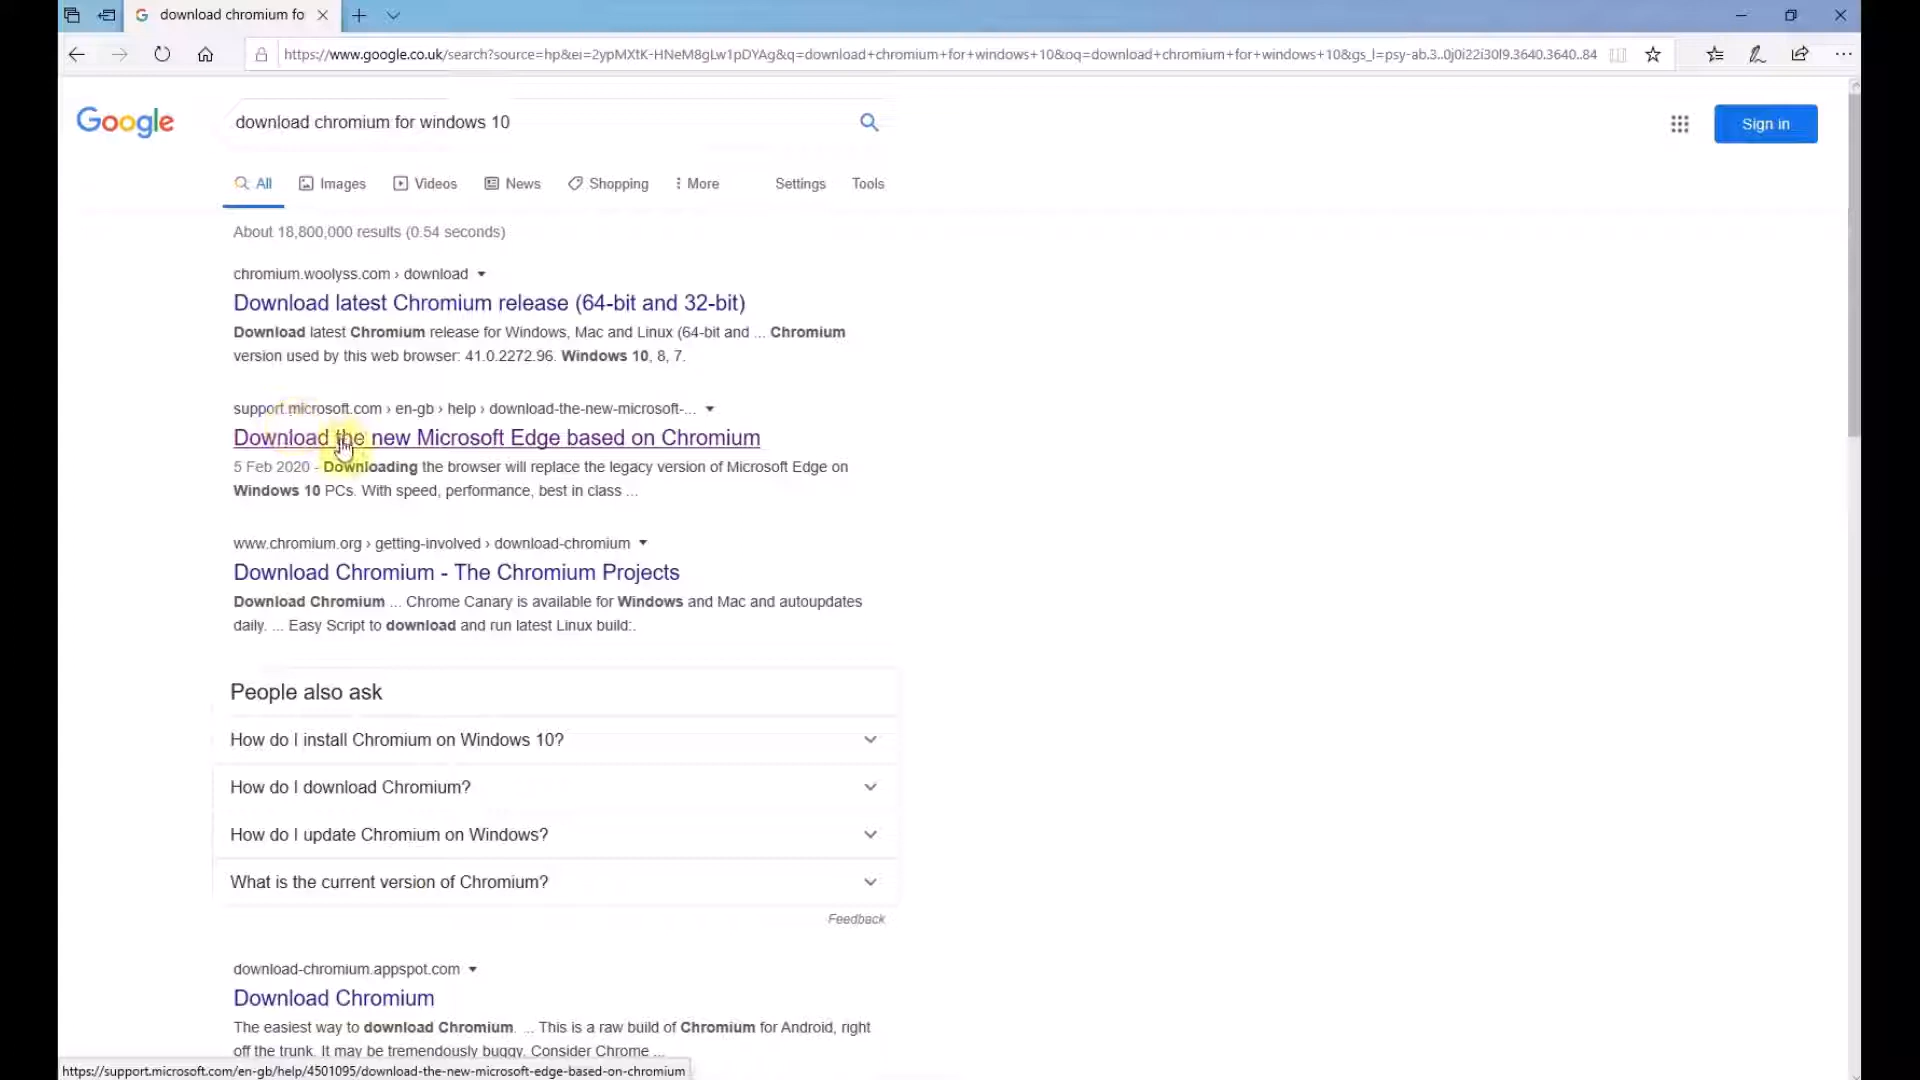 download chromium fo
https://www.google.co.uk/search?source=hp&ei=2ypMXtK-HNeM8gLw1pDYAg&q=download+chromium+for+windows+10&oq=download+chromium+for+windows+10&gs_l=psy-ab.3..0j0i22i30l9.3640.3640..84
Google
download chromium for windows 10
Sign in
All Images Videos News Shopping More Settings Tools
About 18,800,000 results (0.54 seconds)
chromium.woolyss.com › download
Download latest Chromium release (64-bit and 32-bit)
Download latest Chromium release for Windows, Mac and Linux (64-bit and ... Chromium
version used by this web browser: 41.0.2272.96. Windows 10, 8, 7.
support.microsoft.com › en-gb › help › download-the-new-microsoft-...
Download the new Microsoft Edge based on Chromium
5 Feb 2020 - Downloading the browser will replace the legacy version of Microsoft Edge on
Windows 10 PCs. With speed, performance, best in class ...
www.chromium.org › getting-involved › download-chromium
Download Chromium - The Chromium Projects
Download Chromium ... Chrome Canary is available for Windows and Mac and autoupdates
daily. ... Easy Script to download and run latest Linux build:.
People also ask
How do I install Chromium on Windows 10?
How do I download Chromium?
How do I update Chromium on Windows?
What is the current version of Chromium?
Feedback
download-chromium.appspot.com
Download Chromium
The easiest way to download Chromium. ... This is a raw build of Chromium for Android, right
off the trunk. It may be tremendously buggy. Consider Chrome ...
https://support.microsoft.com/en-gb/help/4501095/download-the-new-microsoft-edge-based-on-chromium